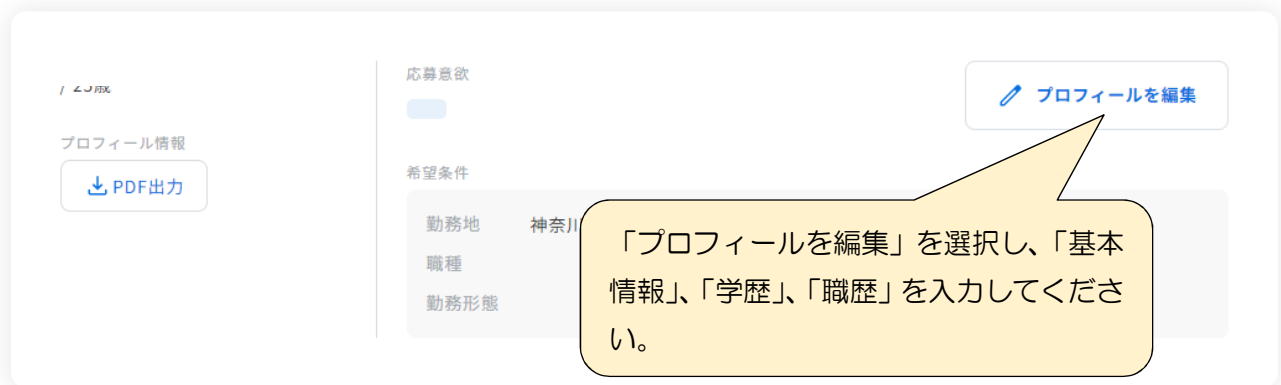 / 25歳
プロフィール情報
PDF出力
応募意欲
プロフィールを編集
希望条件
勤務地 神奈川
職種
勤務形態
「プロフィールを編集」を選択し、「基本
情報」、「学歴」、「職歴」を入力してくださ
い。